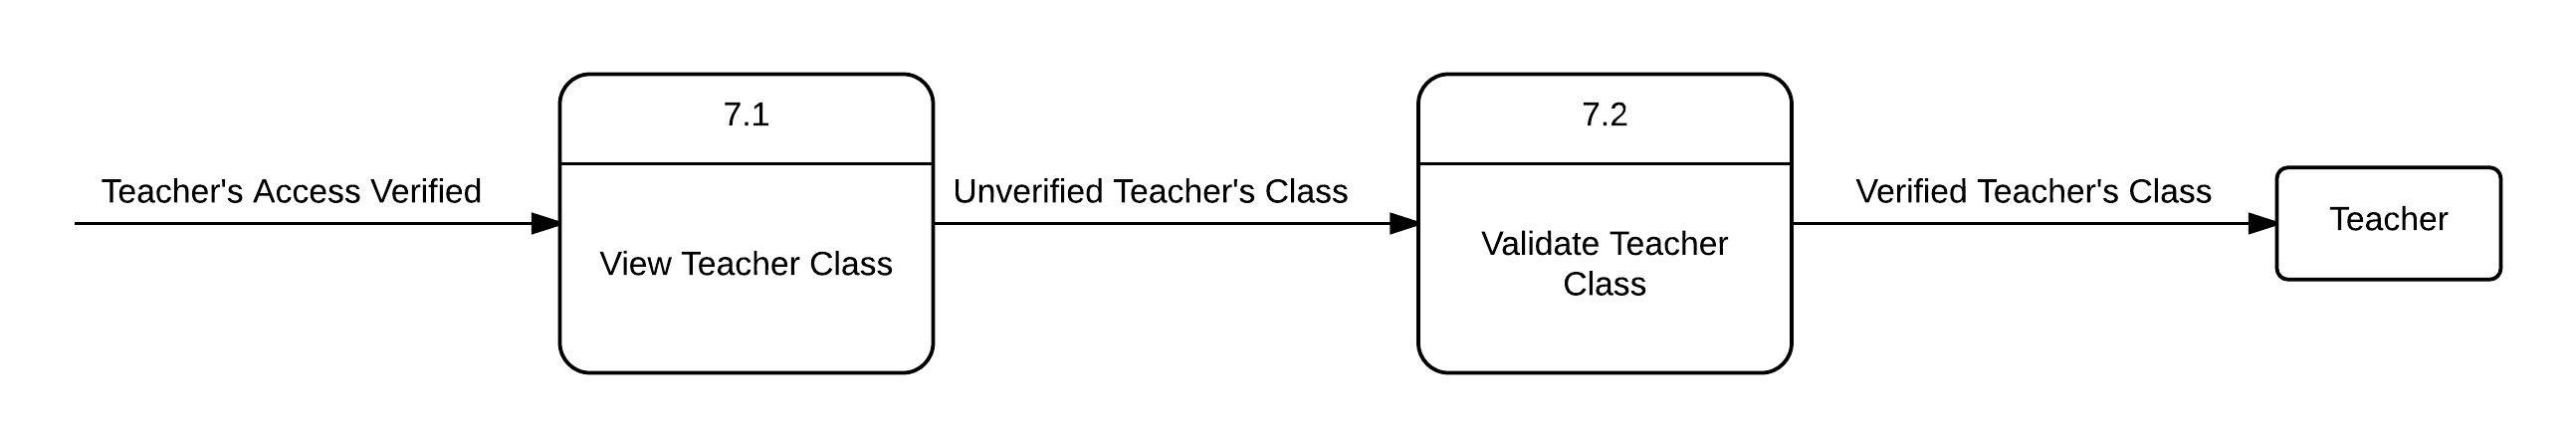 Teacher's Access Verified
7.1
View Teacher Class
Unverified Teacher's Class
7.2
Validate Teacher
Class
Verified Teacher's Class
Teacher